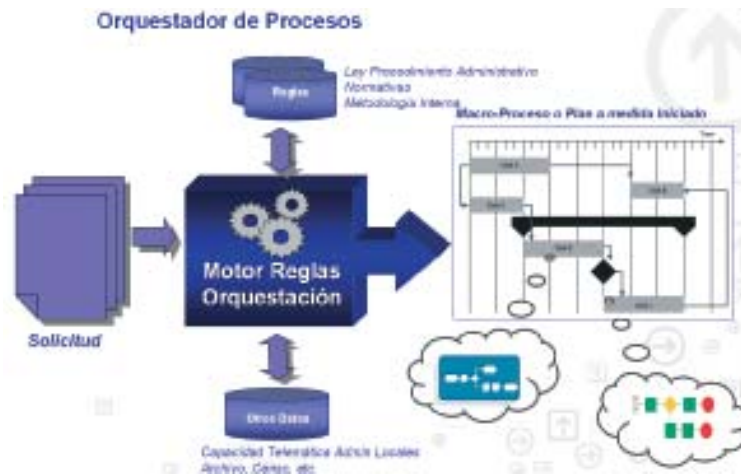 Orquestador de Procesos
Reglas
Ley Procedimiento Administrativo
Normativas
Metodología Interna
Macro-Proceso o Plan a medida Iniciado
Motor Reglas
Orquestación
Solicitud
Otros Datos
Capacidad Telemática Admin Locales
Archivo, Censo, etc